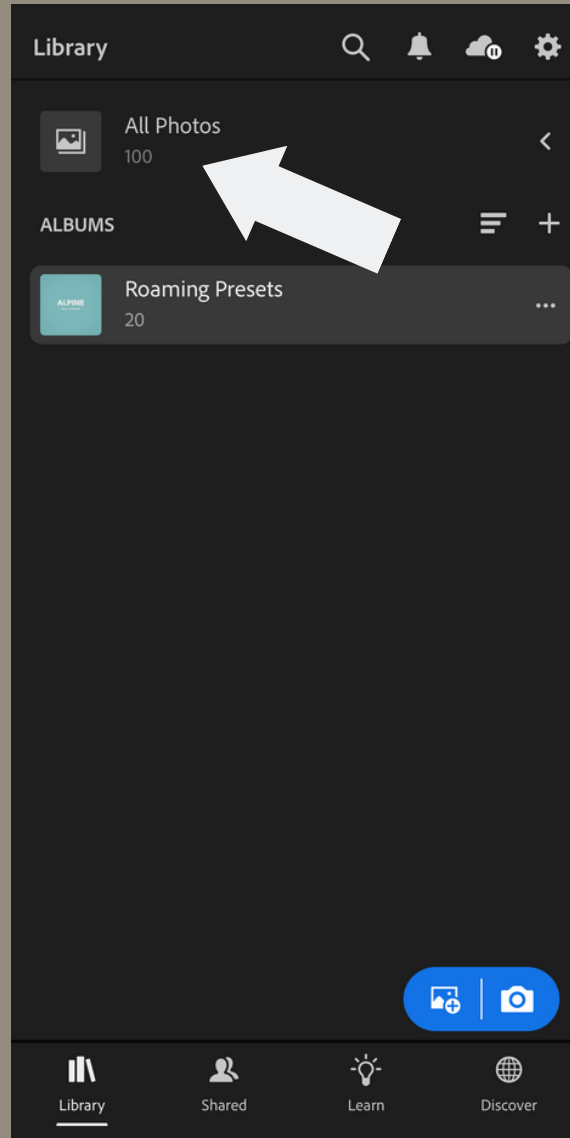 Library
All Photos
100
ALBUMS
ALPINE
Roaming Presets
20
Library
Shared
Learn
Discover